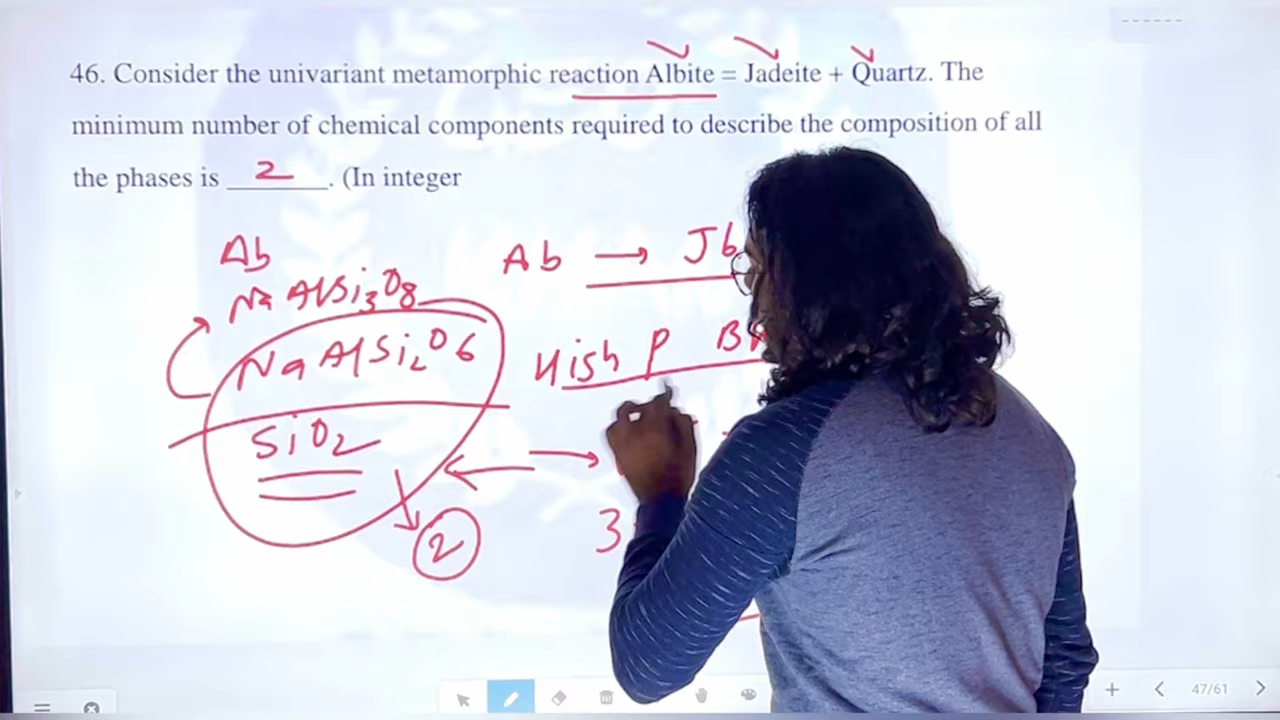 46. Consider the univariant metamorphic reaction Albite = Jadeite + Quartz. The
minimum number of chemical components required to describe the composition of all
the phases is 2. (In integer
Ab
NaAlSi3O8
NaAlSi2O6
SiO2
2
Ab → Jb
High P
3
47/61